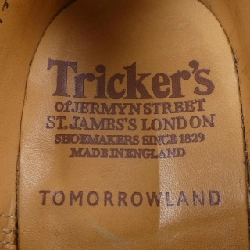 Tricker's
of JERMYN STREET
ST. JAMES'S LONDON
SHOEMAKERS SINCE 1829
MADE IN ENGLAND
TOMORROWLAND